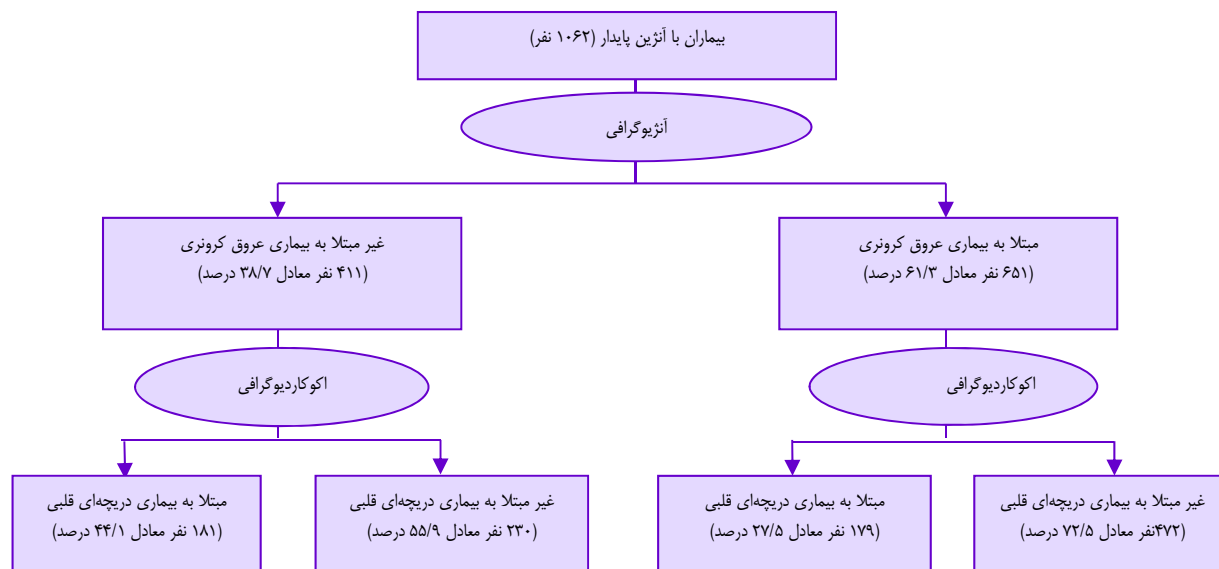 بیماران با آنژین پایدار (۱۰۶۲ نفر)
آنژیوگرافی
مبتلا به بیماری عروق کرونری
(۶۵۱ نفر معادل ۶۱/۳ درصد)
غیر مبتلا به بیماری عروق کرونری
(۴۱۱ نفر معادل ۳۸/۷ درصد)
اکوکاردیوگرافی
اکوکاردیوگرافی
غیر مبتلا به بیماری دریچه‌ای قلبی
(۴۷۲نفر معادل ۷۲/۵ درصد)
مبتلا به بیماری دریچه‌ای قلبی
(۱۷۹ نفر معادل ۲۷/۵ درصد)
غیر مبتلا به بیماری دریچه‌ای قلبی
(۲۳۰ نفر معادل ۵۵/۹ درصد)
مبتلا به بیماری دریچه‌ای قلبی
(۱۸۱ نفر معادل ۴۴/۱ درصد)